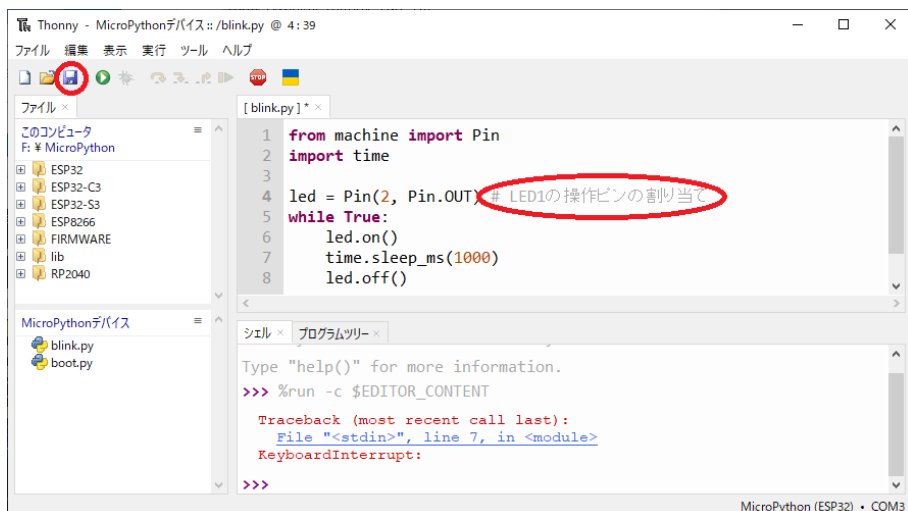 Thonny - MicroPythonデバイス :: /blink.py @ 4 : 39
ファイル 編集 表示 実行 ツール ヘルプ
STOP
ファイル ×
このコンピュータ
F: ¥ MicroPython
ESP32
ESP32-C3
ESP32-S3
ESP8266
FIRMWARE
lib
RP2040
MicroPythonデバイス
blink.py
boot.py
[ blink.py ] * ×
1 from machine import Pin
2 import time
3
4 led = Pin(2, Pin.OUT) # LED1の操作ピンの割り当て
5 while True:
6 led.on()
7 time.sleep_ms(1000)
8 led.off()
シェル × プログラムツリー ×
Type "help()" for more information.
>>> %run -c $EDITOR_CONTENT
Traceback (most recent call last):
File "<stdin>", line 7, in <module>
KeyboardInterrupt:
>>>
MicroPython (ESP32) • COM3